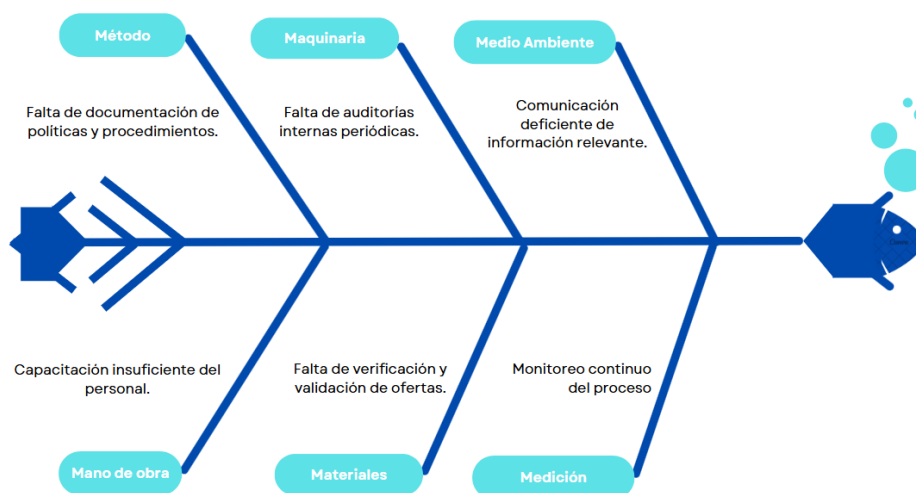 Método
Maquinaria
Medio Ambiente
Falta de documentación de
políticas y procedimientos.
Falta de auditorías
internas periódicas.
Comunicación
deficiente de
información relevante.
Capacitación insuficiente del
personal.
Falta de verificación y
validación de ofertas.
Monitoreo continuo
del proceso
Mano de obra
Materiales
Medición